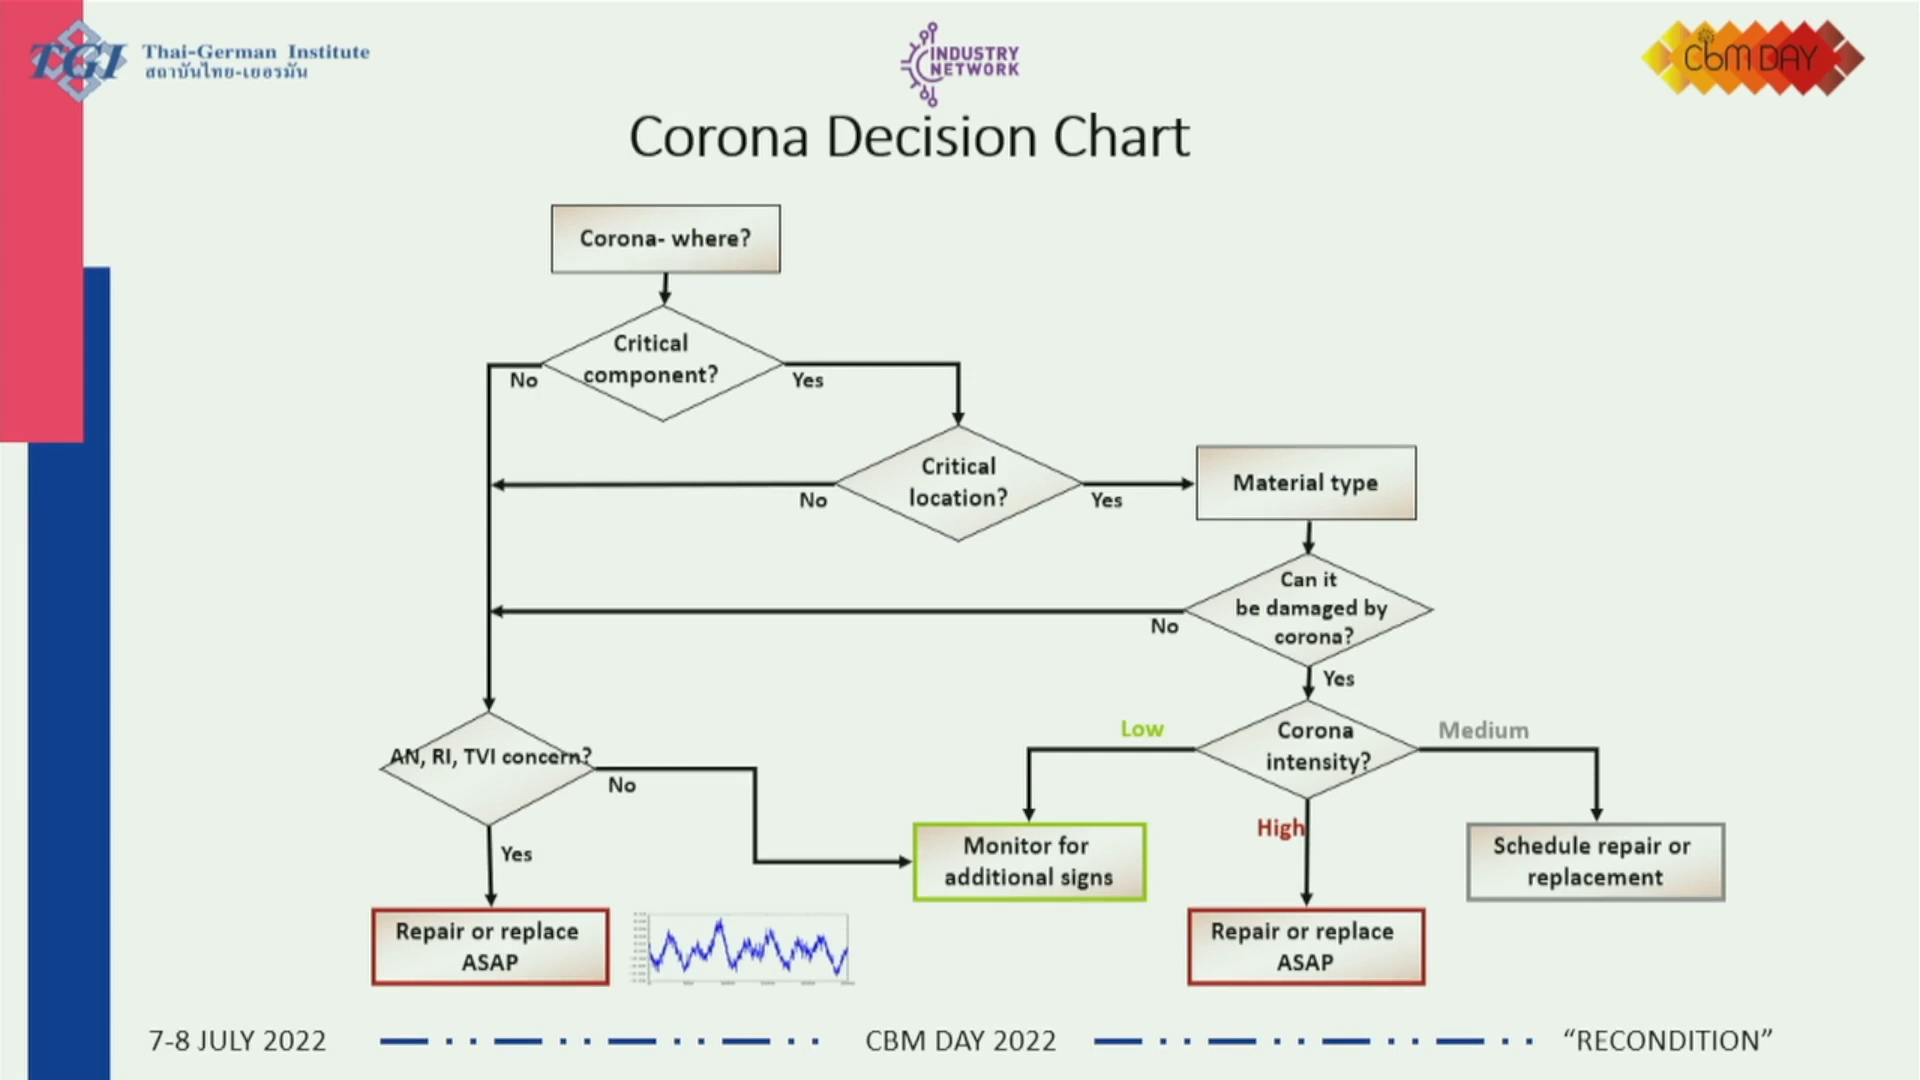 TGI
Thai-German Institute
สถาบันไทย-เยอรมัน
INDUSTRY
NETWORK
cbm DAY
Corona Decision Chart
Corona- where?
Critical
component?
No
Yes
Critical
location?
No
Yes
Material type
Can it
be damaged by
corona?
No
Yes
Corona
intensity?
Low
Medium
High
AN, RI, TVI concern?
No
Yes
Monitor for
additional signs
Schedule repair or
replacement
Repair or replace
ASAP
Repair or replace
ASAP
7-8 JULY 2022
CBM DAY 2022
“RECONDITION”